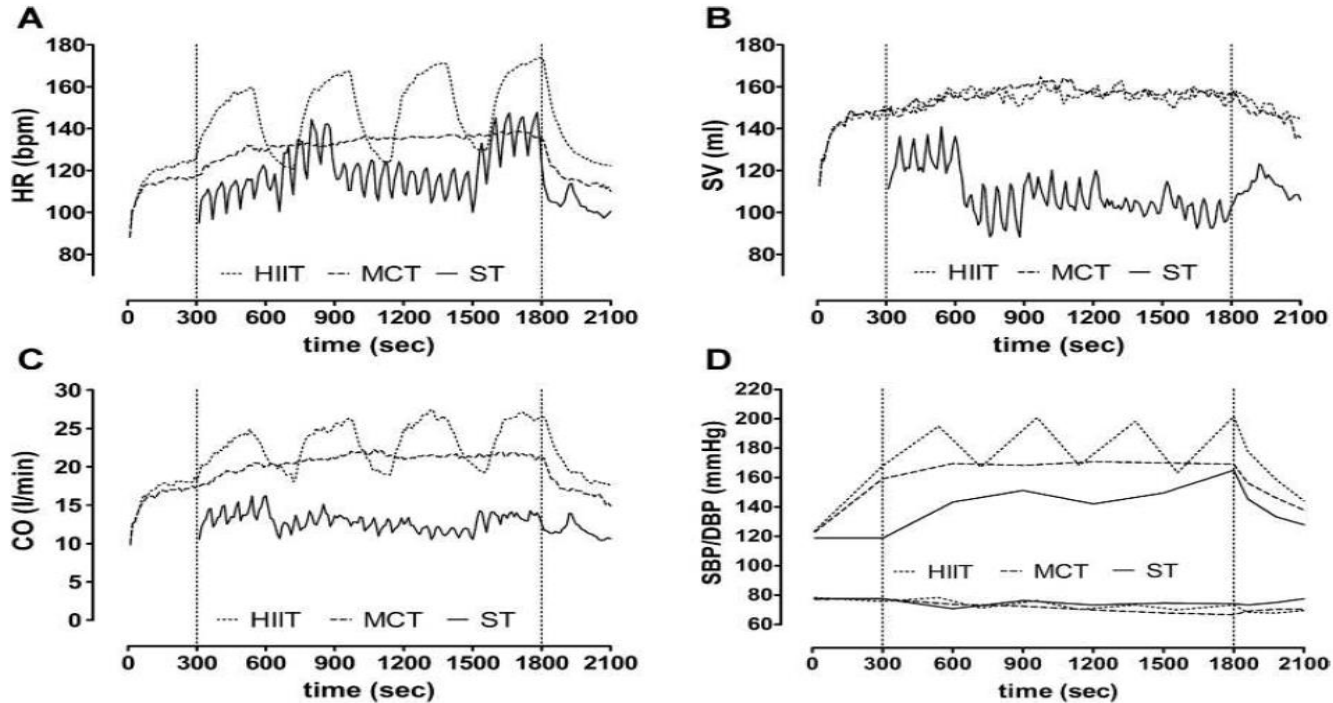 A
HR (bpm)
180
160
140
120
100
80
HIIT MCT ST
0 300 600 900 1200 1500 1800 2100
time (sec)
B
SV (ml)
180
160
140
120
100
80
HIIT MCT ST
0 300 600 900 1200 1500 1800 2100
time (sec)
C
CO (l/min)
30
25
20
15
10
5
0
HIIT MCT ST
0 300 600 900 1200 1500 1800 2100
time (sec)
D
SBP/DBP (mmHg)
220
200
180
160
140
120
100
80
60
HIIT MCT ST
0 300 600 900 1200 1500 1800 2100
time (sec)